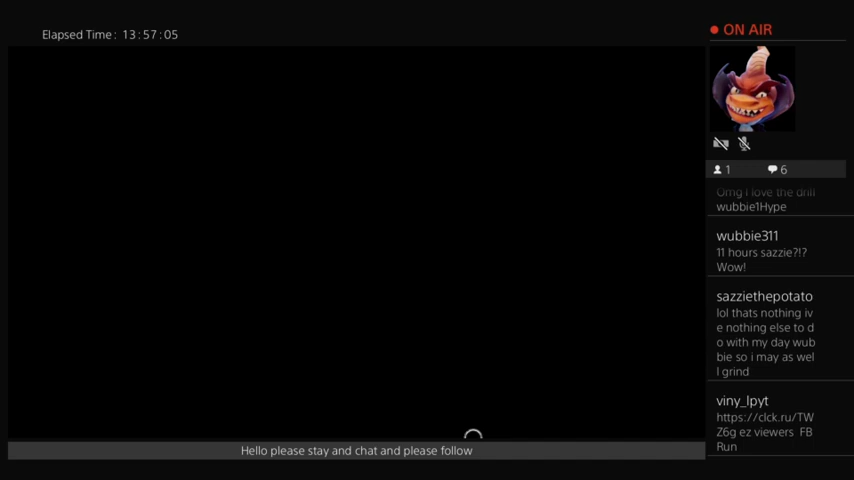 Elapsed Time: 13:57:05
ON AIR
1
6
Omg I love the drill
wubbie1Hype
wubbie311
11 hours sazzie?!?
Wow!
sazziethepotato
lol thats nothing iv
e nothing else to d
o with my day wub
bie so i may as wel
l grind
viny_lpyt
https://clck.ru/TW
Z6g ez viewers FB
Run
Hello please stay and chat and please follow